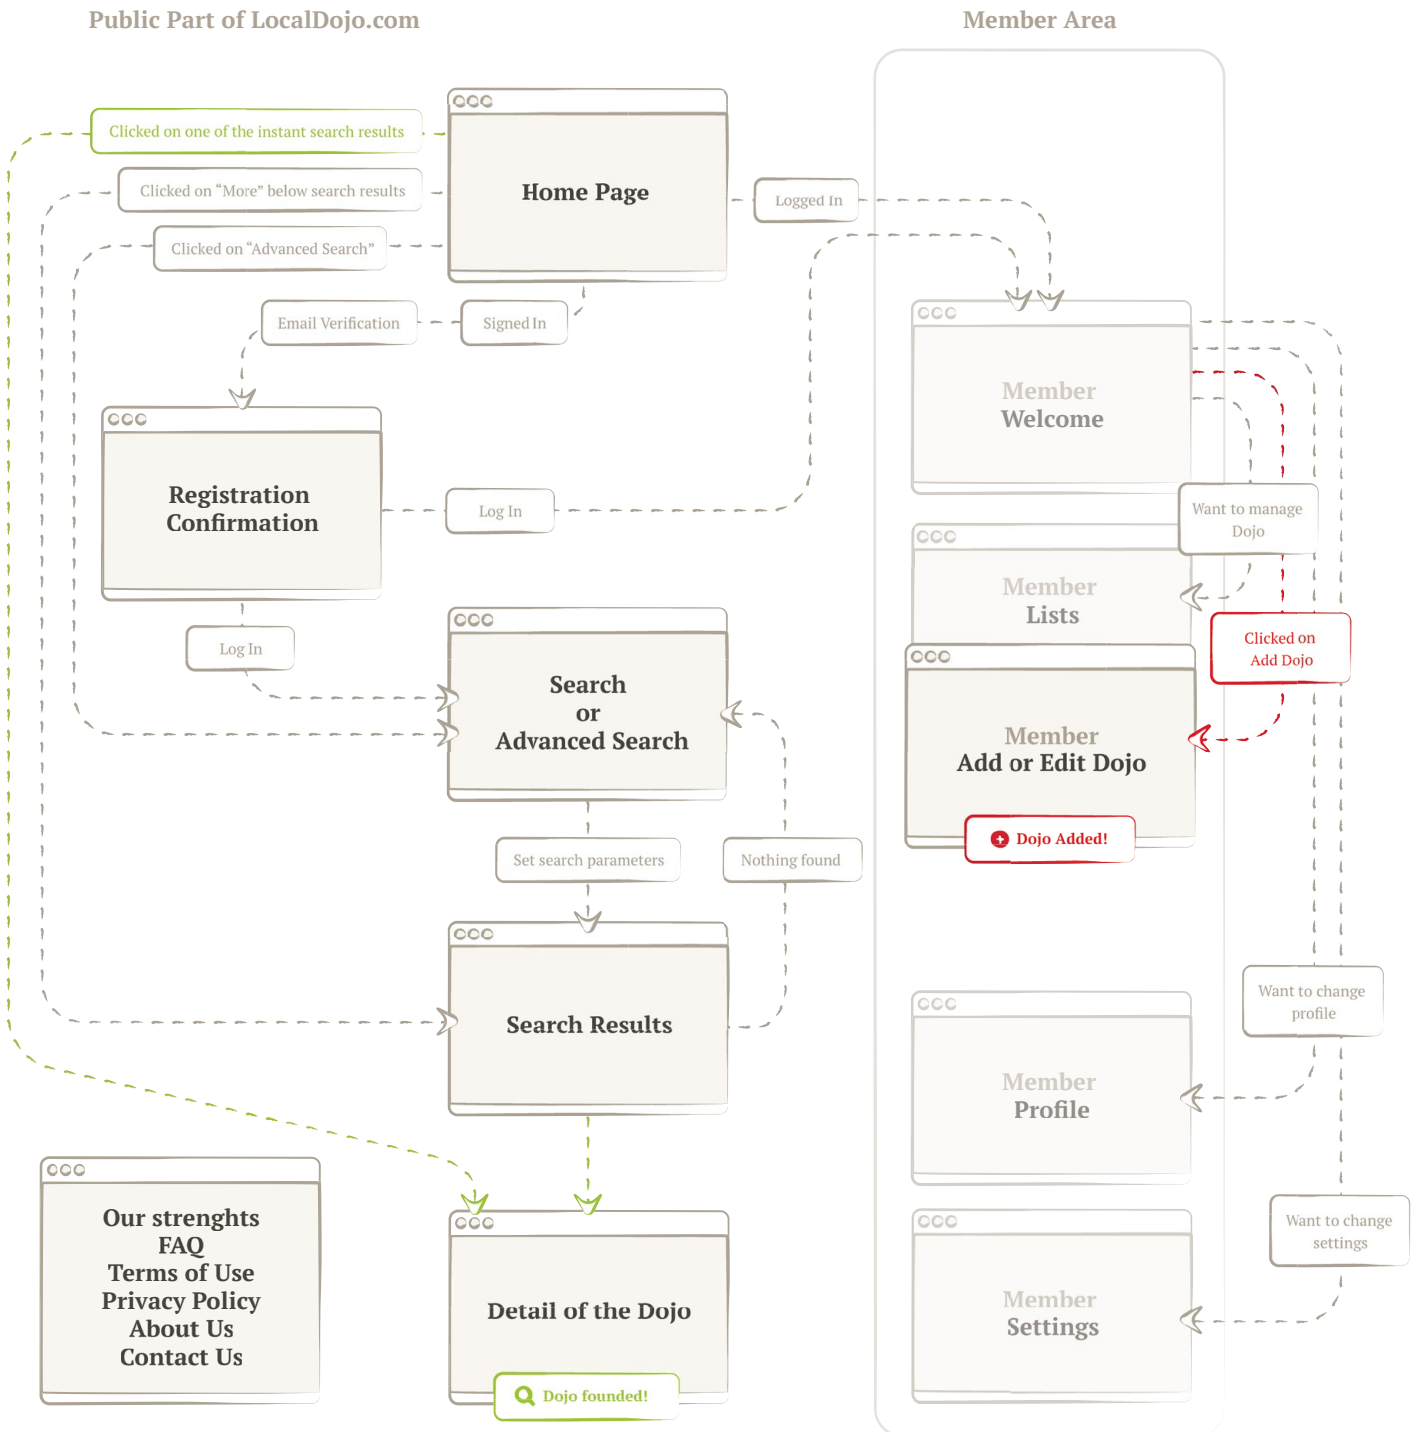 Public Part of LocalDojo.com
Member Area
Clicked on one of the instant search results
Clicked on “More” below search results
Clicked on “Advanced Search”
Home Page
Logged In
Email Verification
Signed In
Registration
Confirmation
Log In
Log In
Search
or
Advanced Search
Set search parameters
Nothing found
Search Results
Our strenghts
FAQ
Terms of Use
Privacy Policy
About Us
Contact Us
Detail of the Dojo
Dojo founded!
Member
Welcome
Want to manage
Dojo
Member
Lists
Clicked on
Add Dojo
Member
Add or Edit Dojo
Dojo Added!
Want to change
profile
Member
Profile
Want to change
settings
Member
Settings